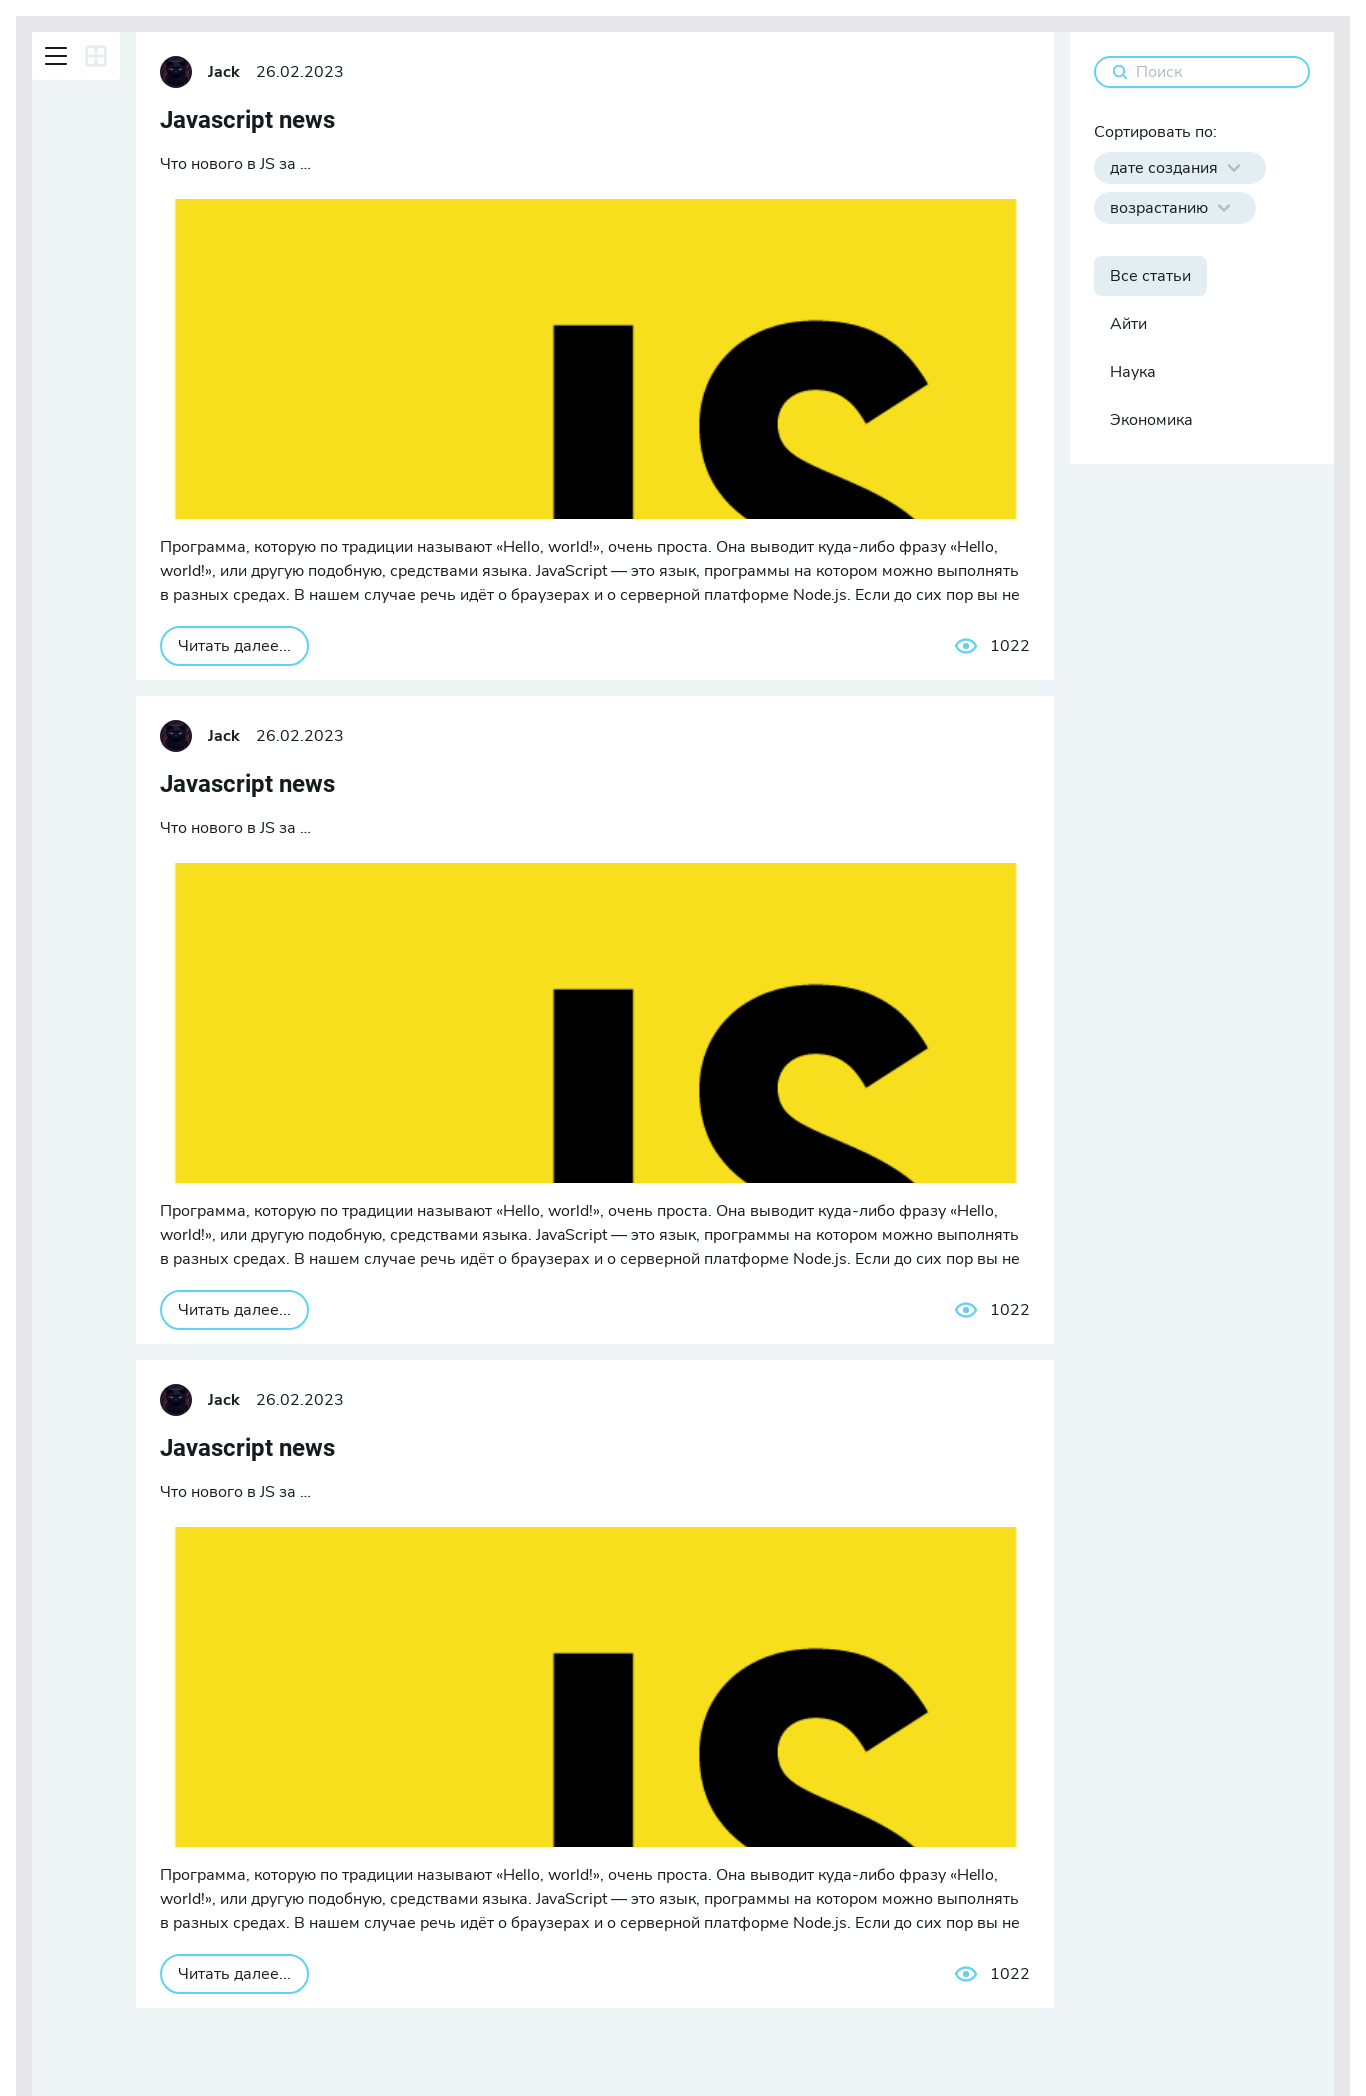 Jack 26.02.2023
Javascript news
Что нового в JS за ...
JS
Программа, которую по традиции называют «Hello, world!», очень проста. Она выводит куда-либо фразу «Hello,
world!», или другую подобную, средствами языка. JavaScript — это язык, программы на котором можно выполнять
в разных средах. В нашем случае речь идёт о браузерах и о серверной платформе Node.js. Если до сих пор вы не
Читать далее...
1022
Jack 26.02.2023
Javascript news
Что нового в JS за ...
JS
Программа, которую по традиции называют «Hello, world!», очень проста. Она выводит куда-либо фразу «Hello,
world!», или другую подобную, средствами языка. JavaScript — это язык, программы на котором можно выполнять
в разных средах. В нашем случае речь идёт о браузерах и о серверной платформе Node.js. Если до сих пор вы не
Читать далее...
1022
Jack 26.02.2023
Javascript news
Что нового в JS за ...
JS
Программа, которую по традиции называют «Hello, world!», очень проста. Она выводит куда-либо фразу «Hello,
world!», или другую подобную, средствами языка. JavaScript — это язык, программы на котором можно выполнять
в разных средах. В нашем случае речь идёт о браузерах и о серверной платформе Node.js. Если до сих пор вы не
Читать далее...
1022
Поиск
Сортировать по:
дате создания
возрастанию
Все статьи
Айти
Наука
Экономика